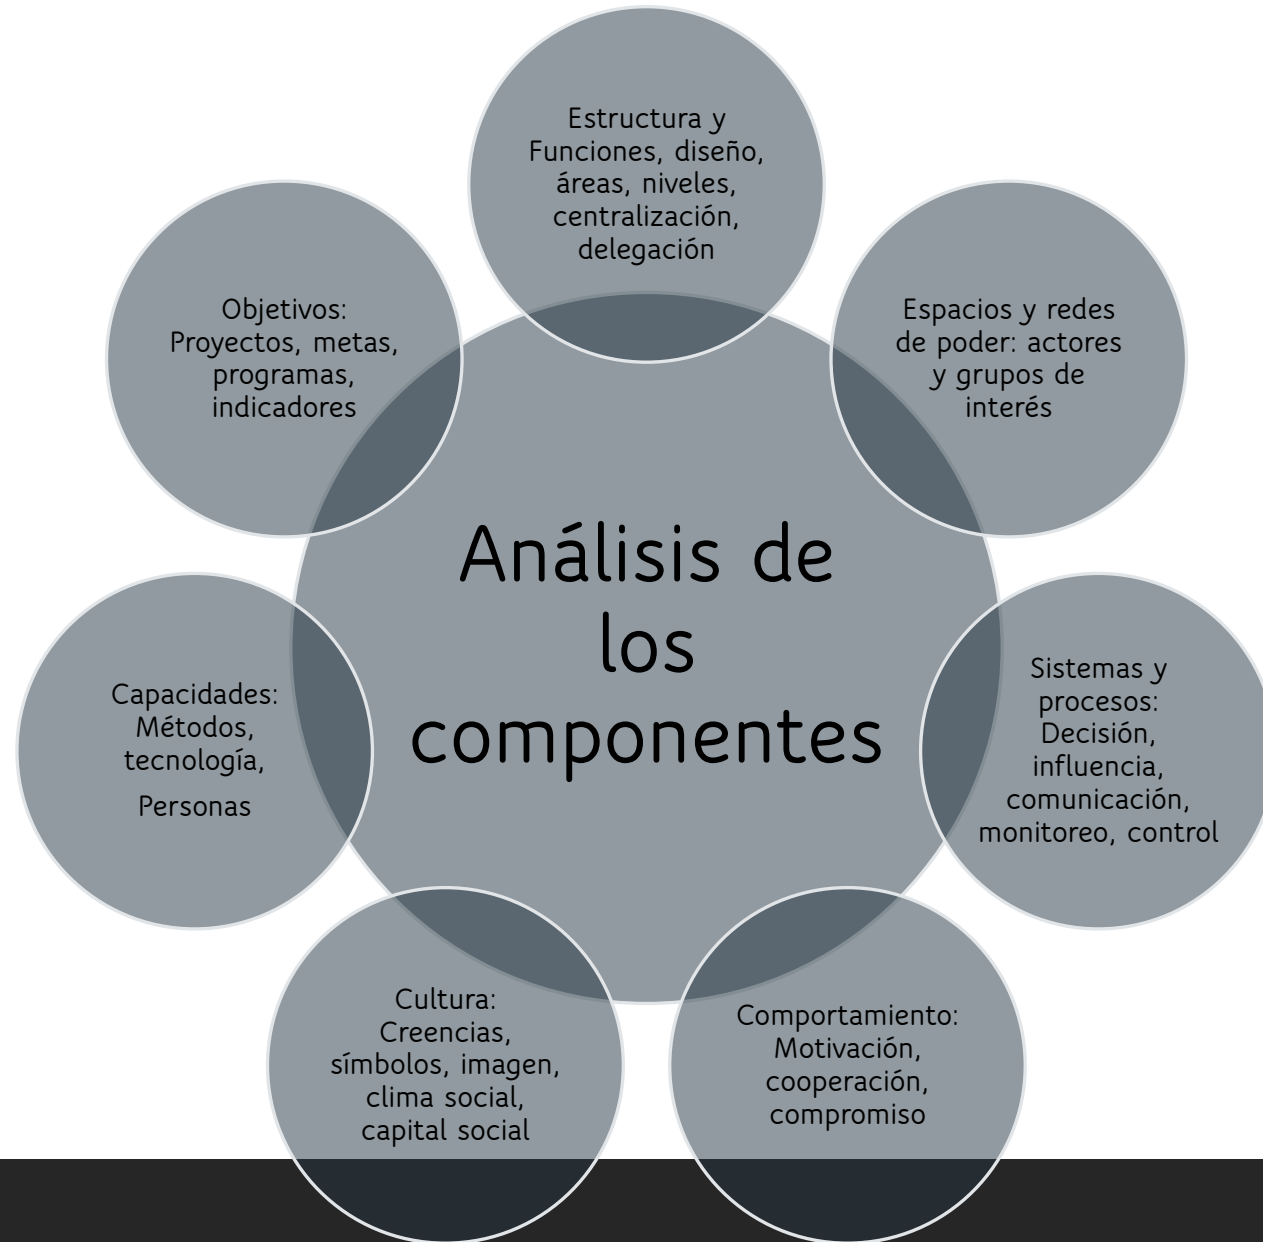 Estructura y
Funciones, diseño,
áreas, niveles,
centralización,
delegación
Espacios y redes
de poder: actores
y grupos de
interés
Sistemas y
procesos:
Decisión,
influencia,
comunicación,
monitoreo, control
Comportamiento:
Motivación,
cooperación,
compromiso
Cultura:
Creencias,
símbolos, imagen,
clima social,
capital social
Capacidades:
Métodos,
tecnología,
Personas
Objetivos:
Proyectos, metas,
programas,
indicadores
Análisis de
los
componentes